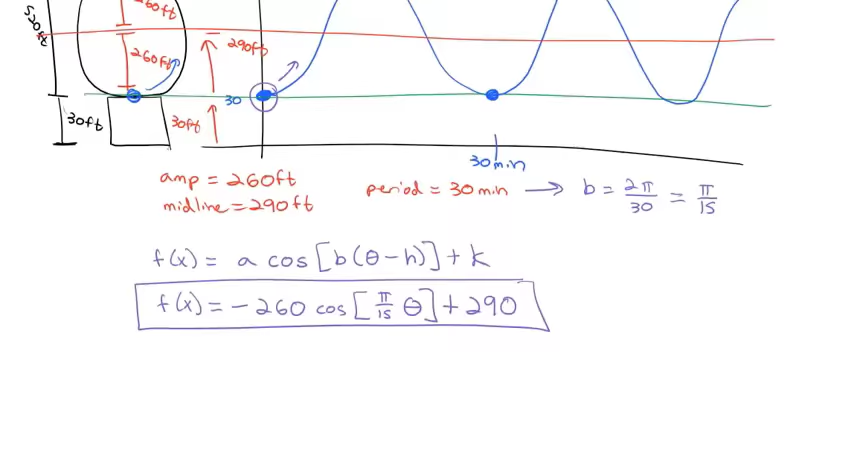 260ft
520ft
290ft
260ft
30
30ft
30ft
30min
amp = 260ft
period = 30 min → b = 2π/30 = π/15
midline = 290ft
f(x) = a cos[b(θ-h)] + k
f(x) = -260 cos[π/15 θ] + 290